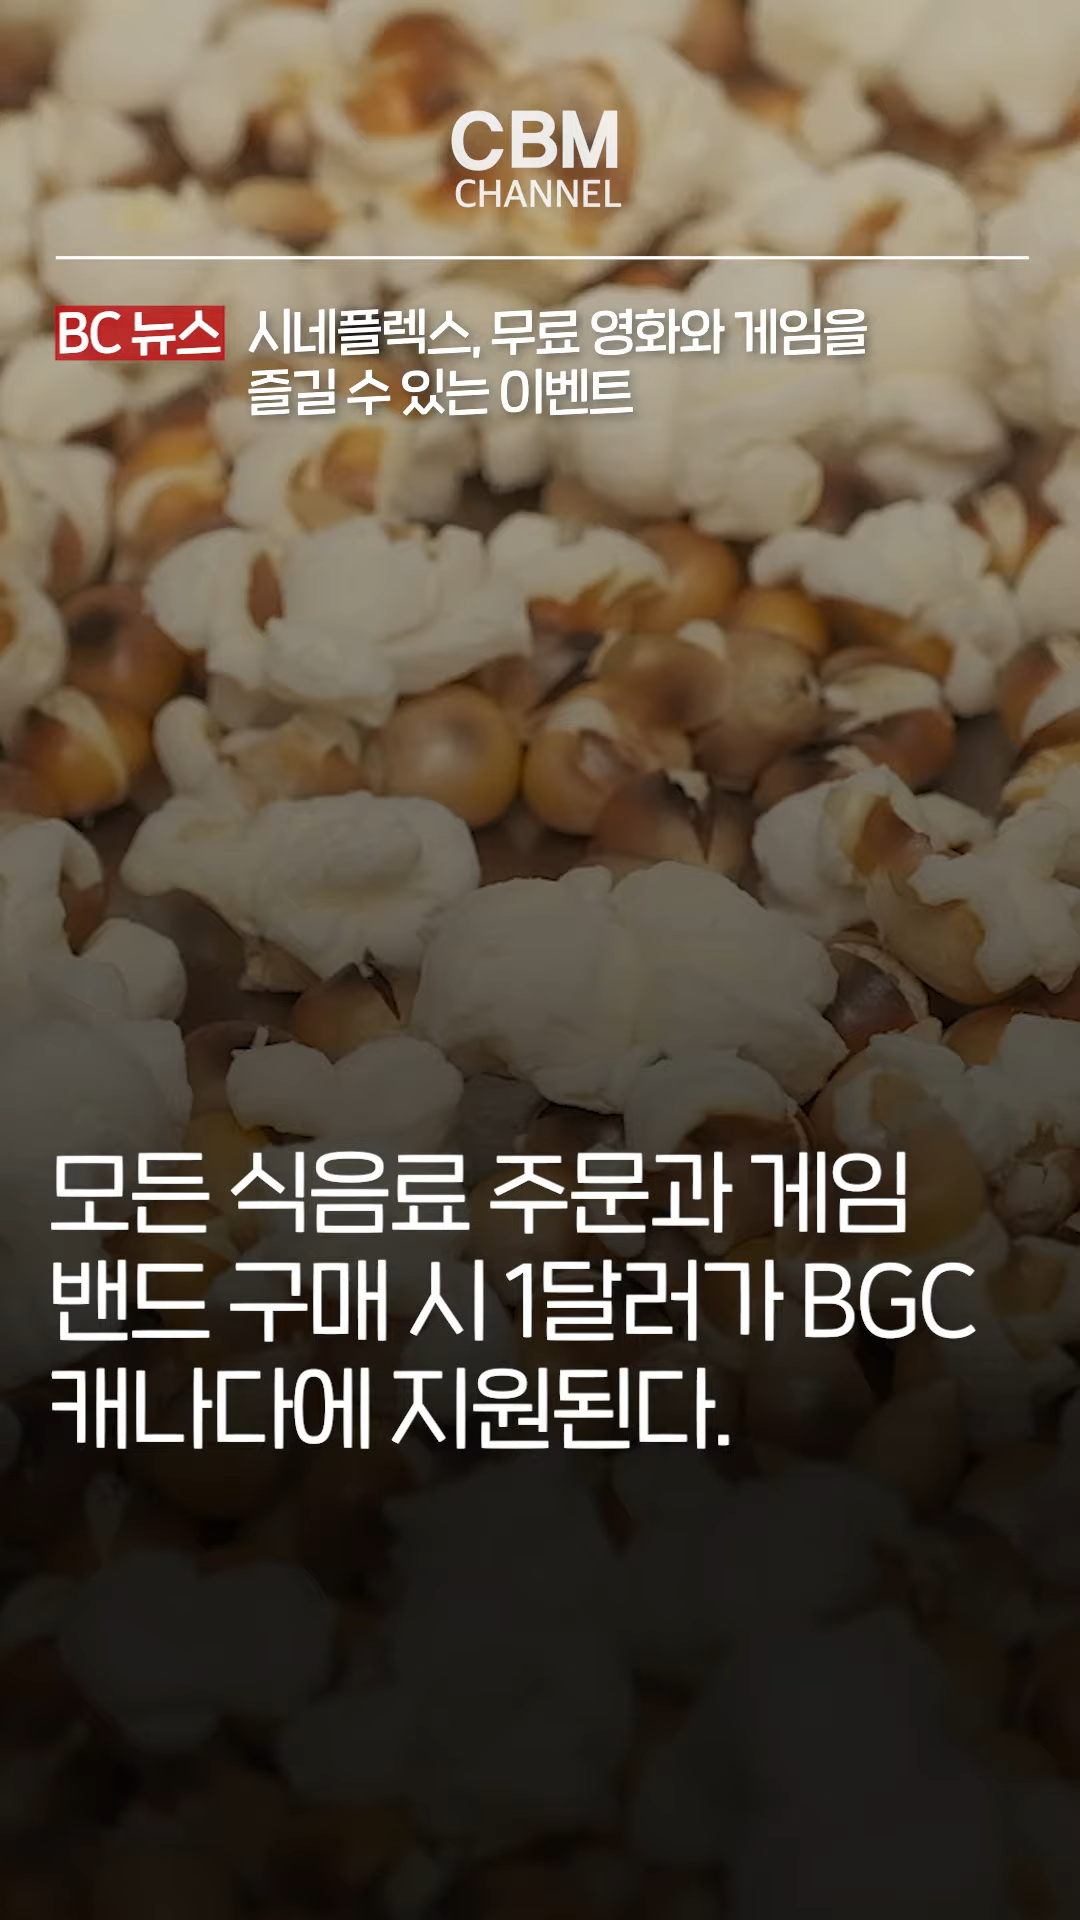 CBM
CHANNEL
BC 뉴스 시네플렉스, 무료 영화와 게임을
즐길 수 있는 이벤트
모든 식음료 주문과 게임
밴드 구매 시 1달러가 BGC
캐나다에 지원된다.